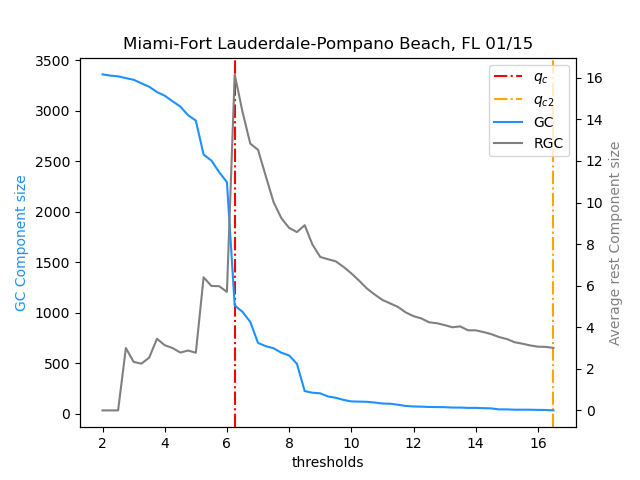 Miami-Fort Lauderdale-Pompano Beach, FL 01/15
3500
3000
2500
2000
1500
1000
500
0
GC Component size
16
14
12
10
8
6
4
2
0
Average rest Component size
q_c
q_c2
GC
RGC
2 4 6 8 10 12 14 16
thresholds